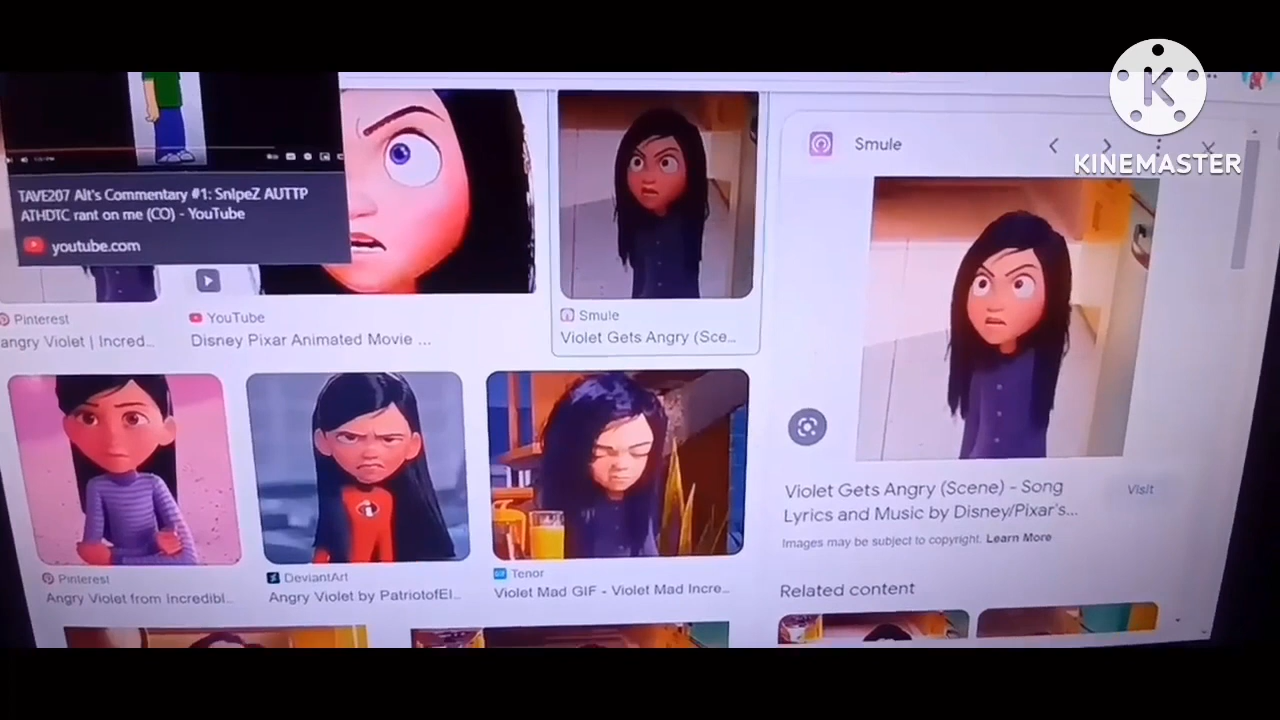 KINEMASTER
TAVE207 Alt's Commentary #1: SnIpeZ AUTTP
ATHDTC rant on me (CO) - YouTube
youtube.com
Smule
Pinterest
angry Violet | Incred...
YouTube
Disney Pixar Animated Movie ...
Smule
Violet Gets Angry (Sce...
Pinterest
Angry Violet from Incredibl...
DeviantArt
Angry Violet by PatriotofEl...
Tenor
Violet Mad GIF - Violet Mad Incre...
Violet Gets Angry (Scene) - Song
Lyrics and Music by Disney/Pixar's...
Visit
Images may be subject to copyright. Learn More
Related content